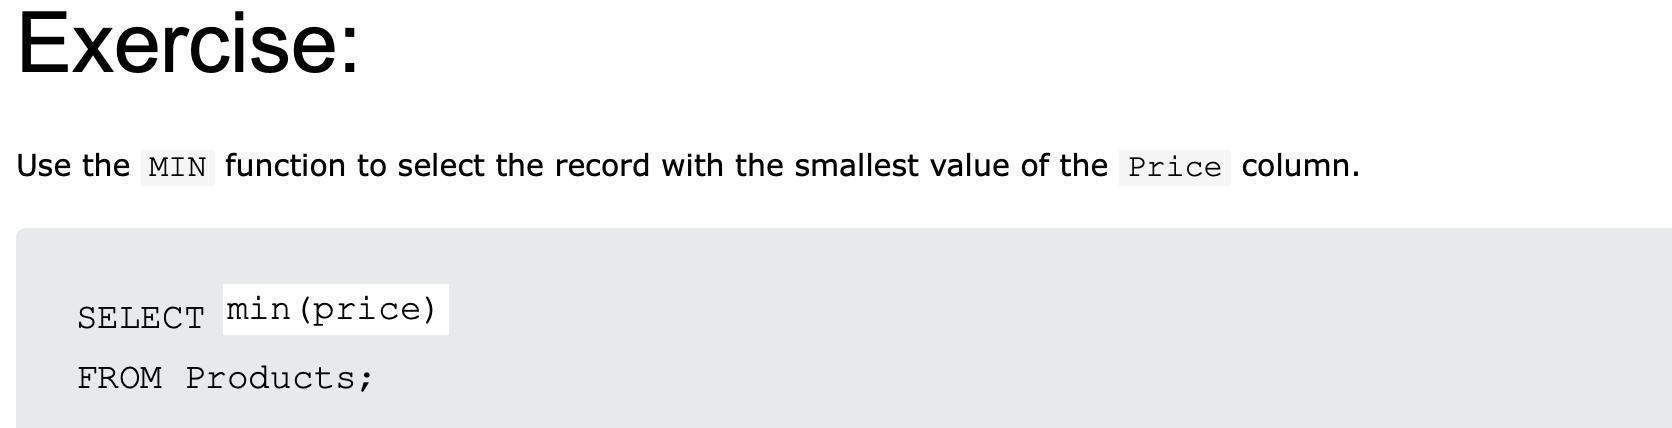 Exercise:
Use the MIN function to select the record with the smallest value of the Price column.
SELECT min(price)
FROM Products;